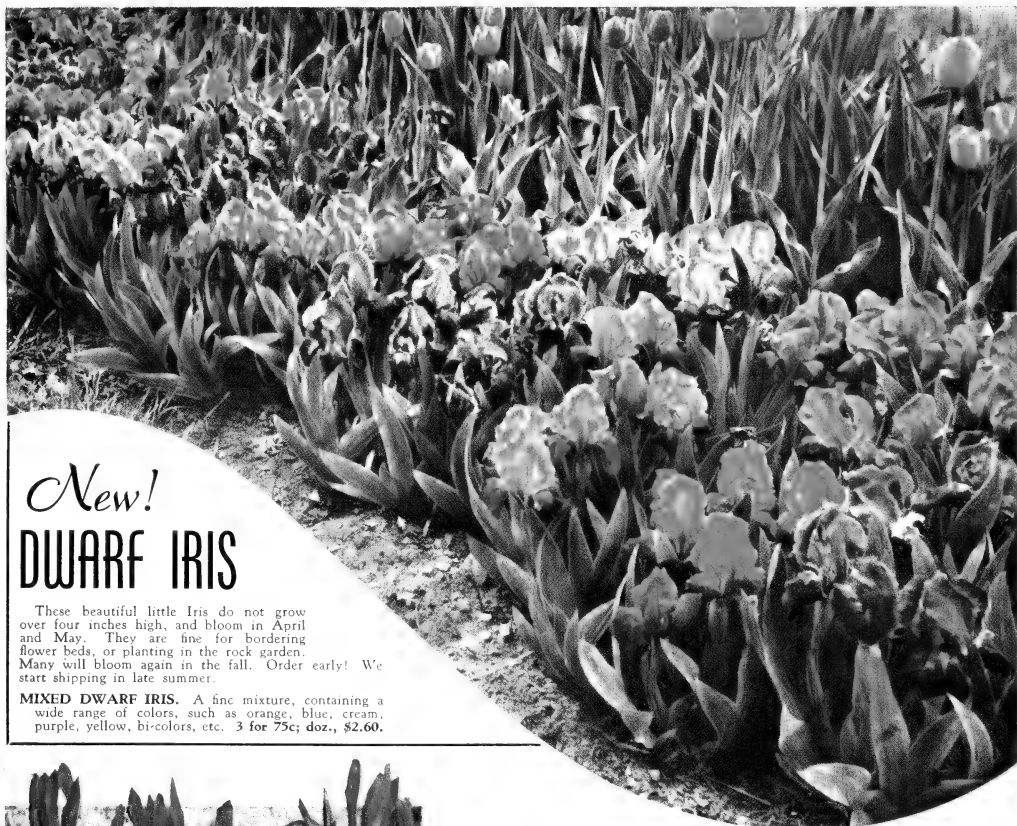 New!
DWARF IRIS
These beautiful little Iris do not grow
over four inches high, and bloom in April
and May. They are fine for bordering
flower beds, or planting in the rock garden.
Many will bloom again in the fall. Order early! We
start shipping in late summer.
MIXED DWARF IRIS. A fine mixture, containing a
wide range of colors, such as orange, blue, cream,
purple, yellow, bi-colors, etc. 3 for 75c; doz., $2.60.